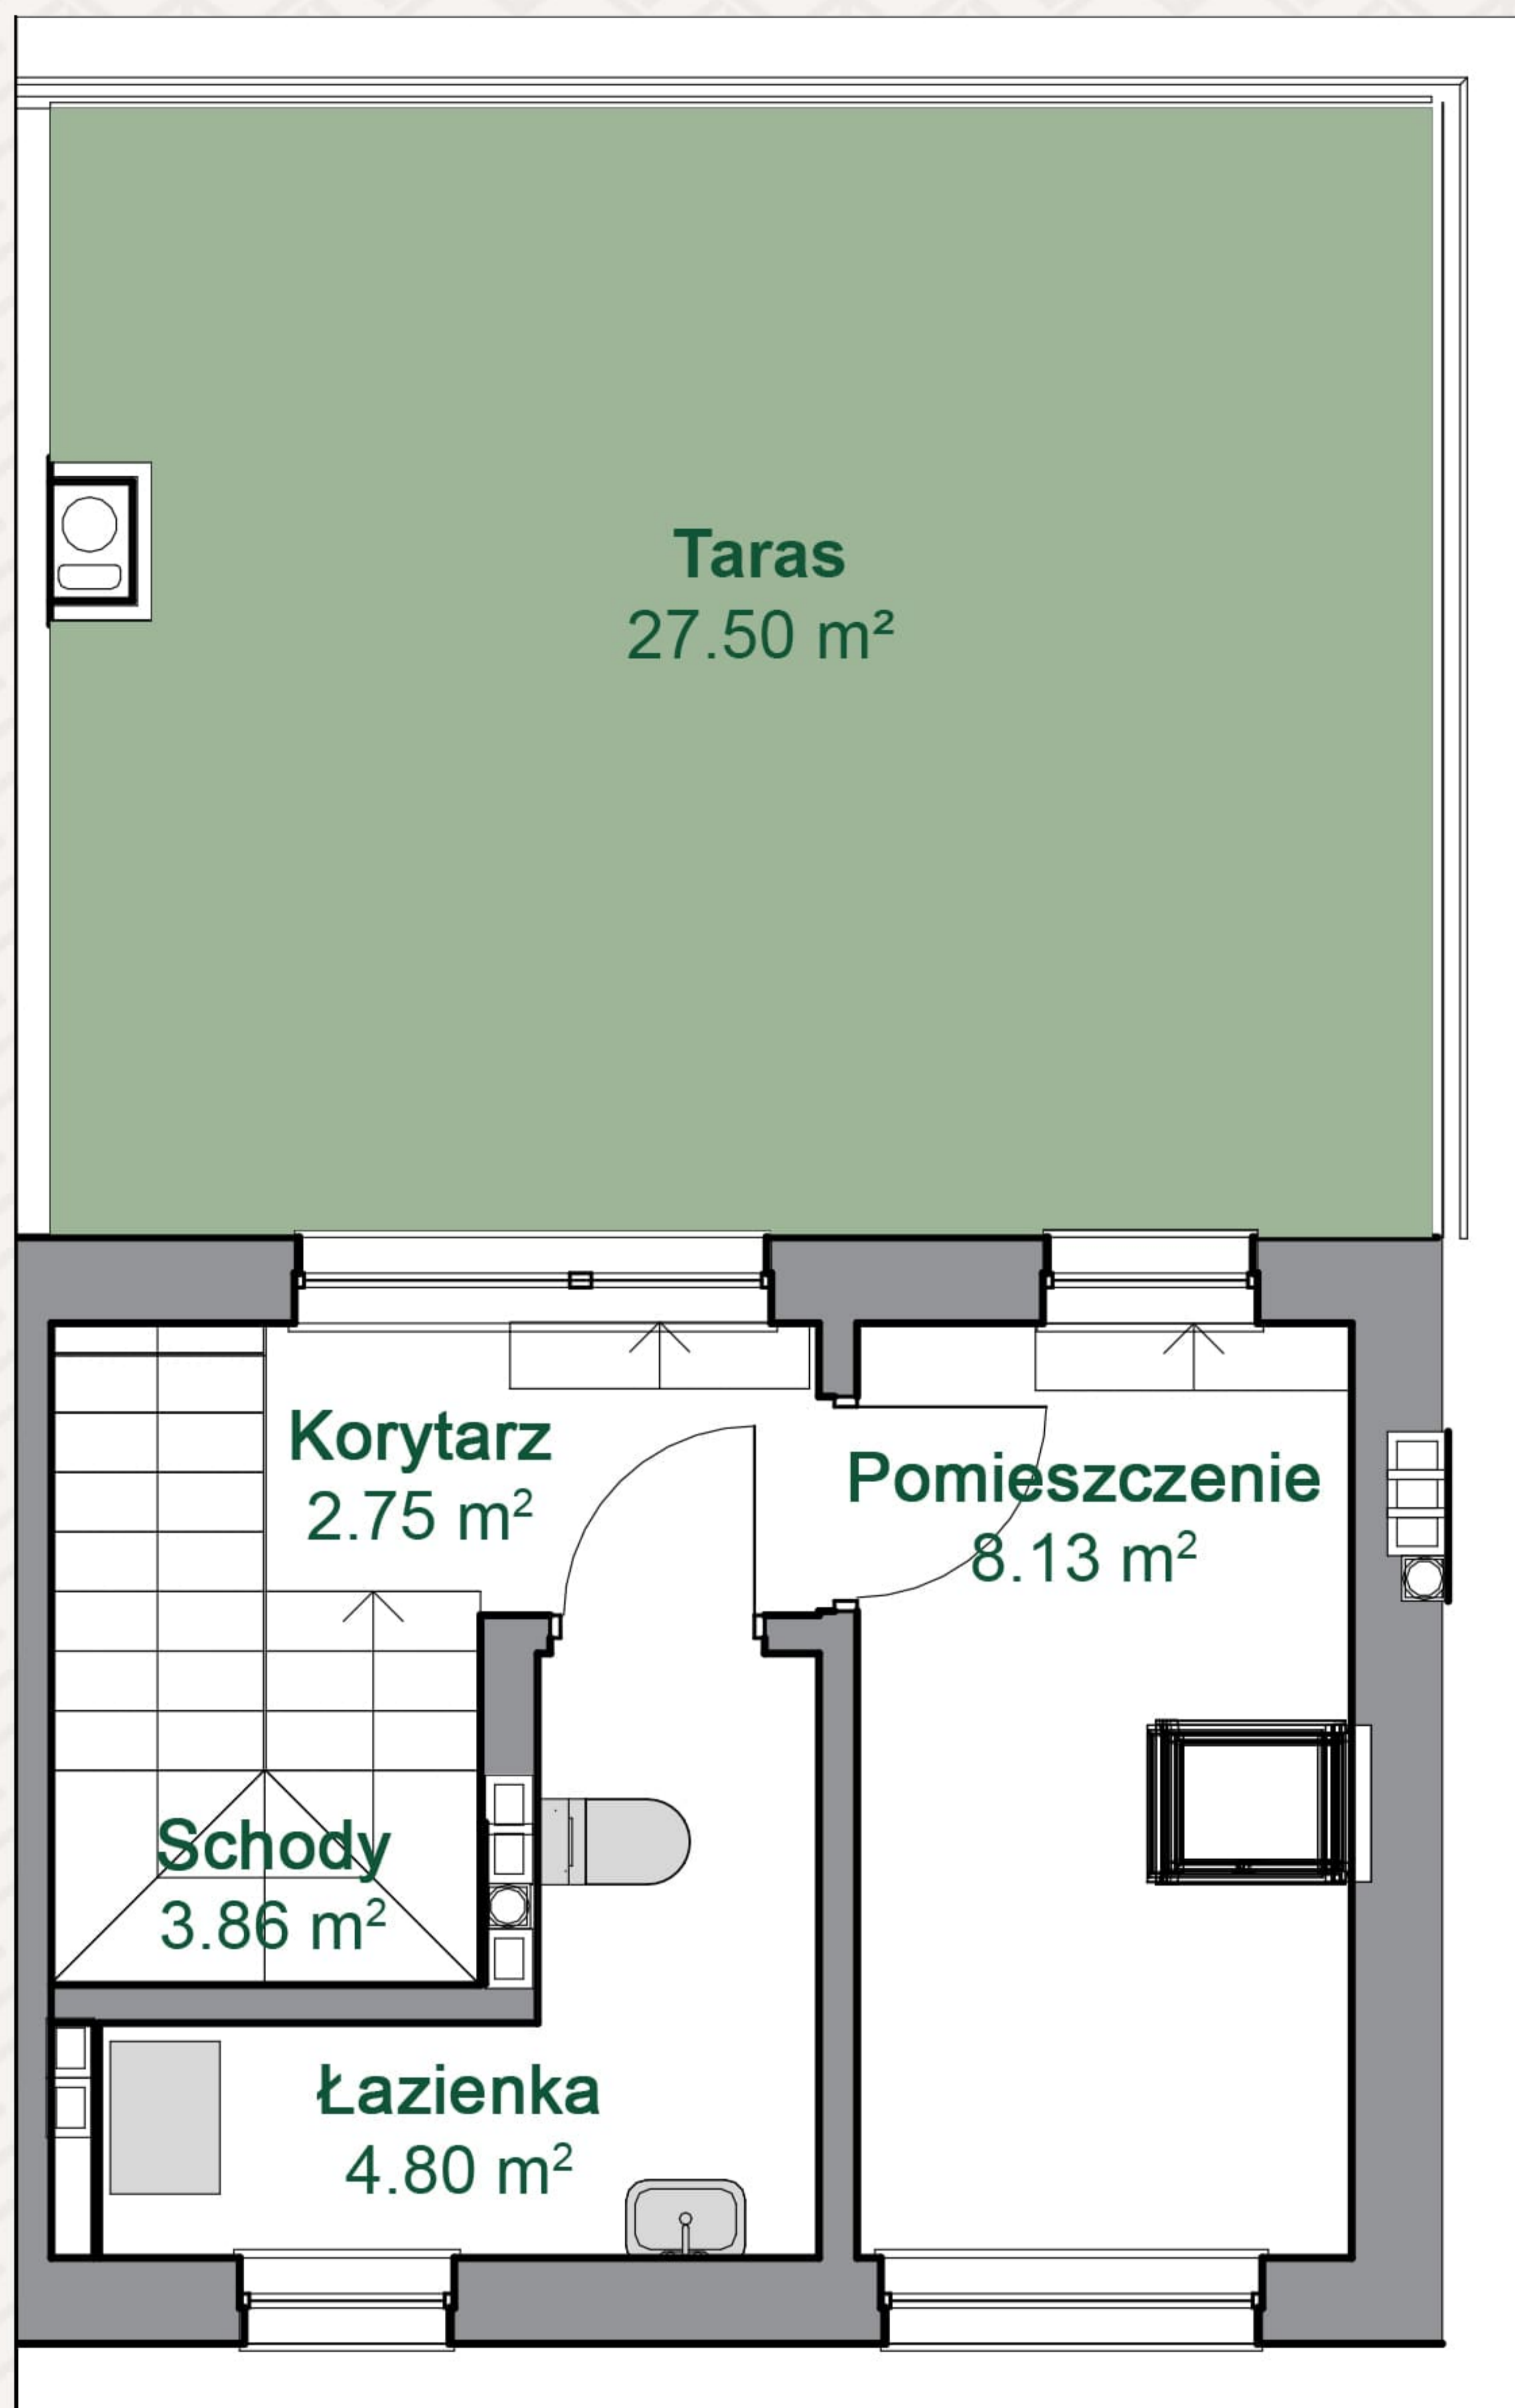 Taras
27.50 m²
Korytarz
2.75 m²
Pomieszczenie
8.13 m²
Schody
3.86 m²
Łazienka
4.80 m²